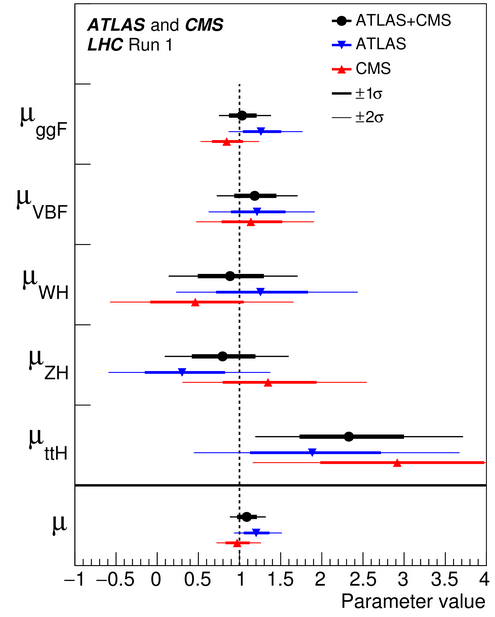 ATLAS and CMS
LHC Run 1
ATLAS+CMS
ATLAS
CMS
±1σ
±2σ
μggF
μVBF
μWH
μZH
μttH
μ
−1 −0.5 0 0.5 1 1.5 2 2.5 3 3.5 4
Parameter value